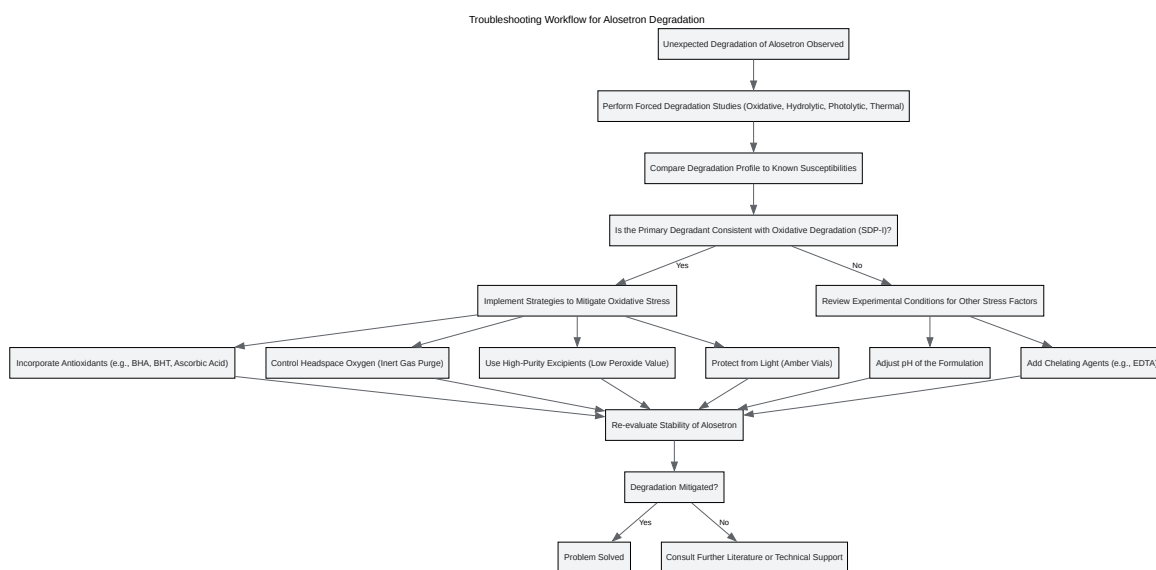 Troubleshooting Workflow for Alosetron Degradation
Unexpected Degradation of Alosetron Observed
Perform Forced Degradation Studies (Oxidative, Hydrolytic, Photolytic, Thermal)
Compare Degradation Profile to Known Susceptibilities
Is the Primary Degradant Consistent with Oxidative Degradation (SDP-I)?
Yes
No
Implement Strategies to Mitigate Oxidative Stress
Review Experimental Conditions for Other Stress Factors
Incorporate Antioxidants (e.g., BHA, BHT, Ascorbic Acid)
Control Headspace Oxygen (Inert Gas Purge)
Use High-Purity Excipients (Low Peroxide Value)
Protect from Light (Amber Vials)
Adjust pH of the Formulation
Add Chelating Agents (e.g., EDTA)
Re-evaluate Stability of Alosetron
Degradation Mitigated?
Yes
No
Problem Solved
Consult Further Literature or Technical Support